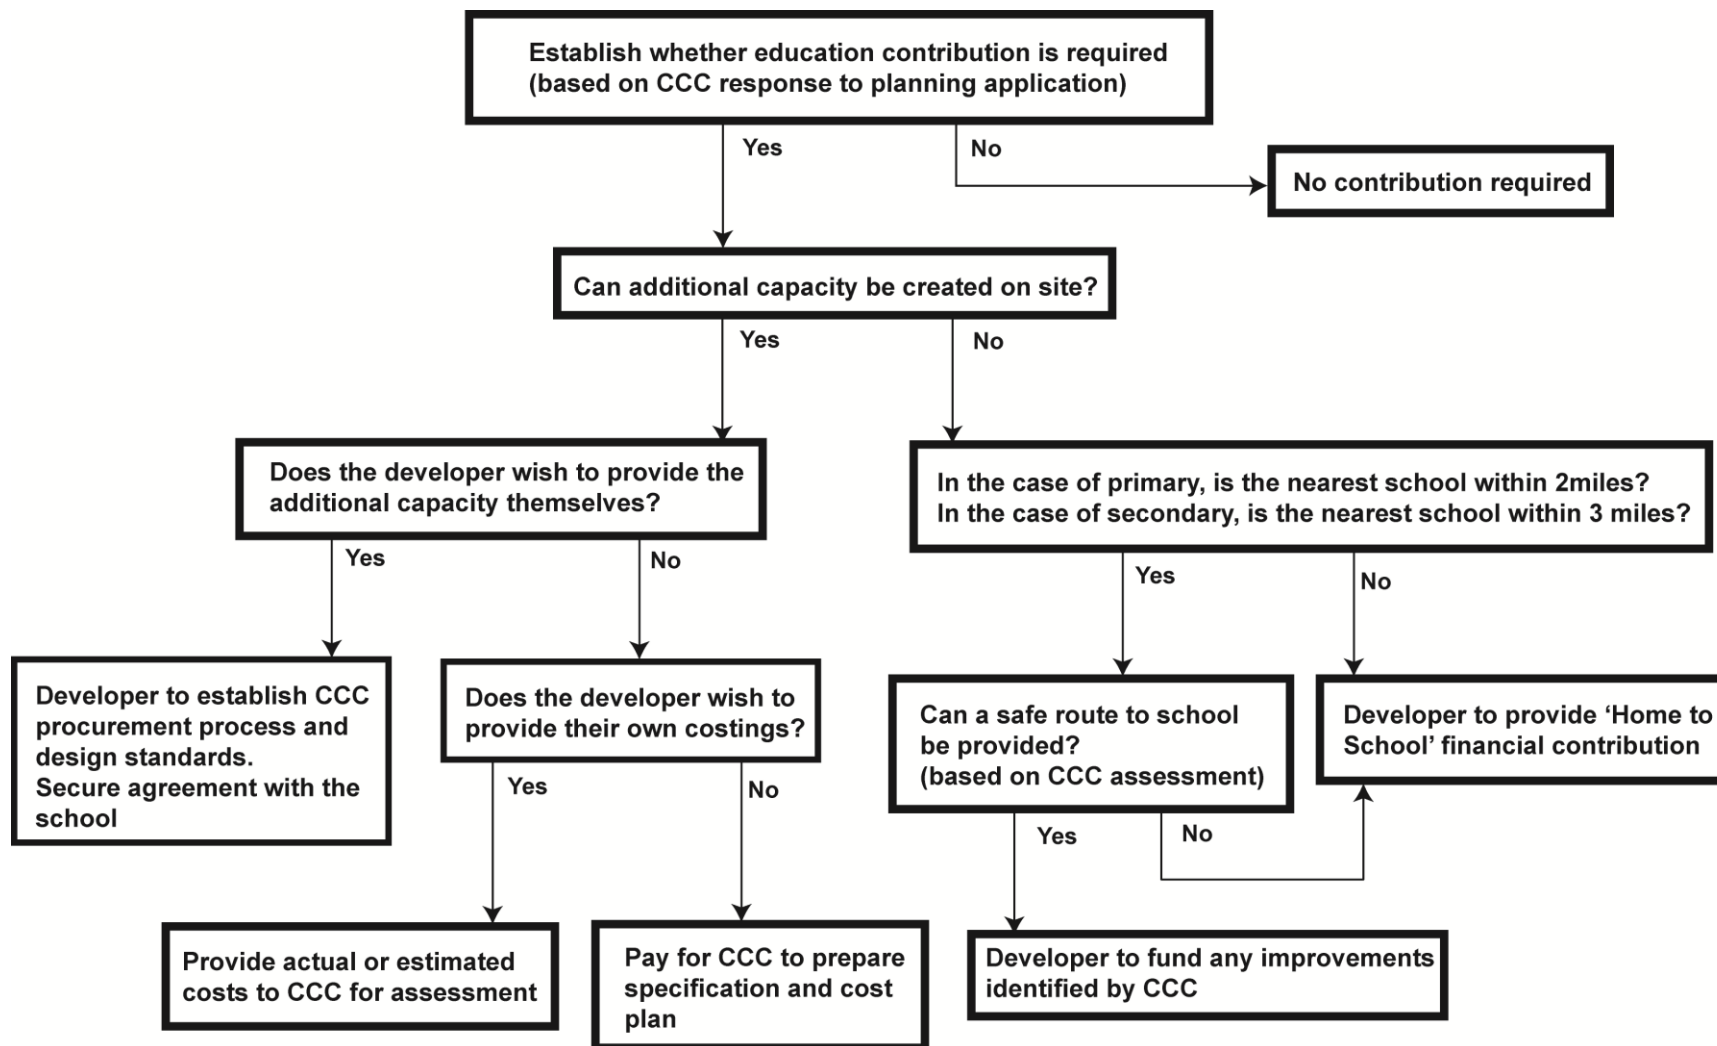 Establish whether education contribution is required
(based on CCC response to planning application)
Yes
No
No contribution required
Can additional capacity be created on site?
Yes
No
Does the developer wish to provide the
additional capacity themselves?
In the case of primary, is the nearest school within 2miles?
In the case of secondary, is the nearest school within 3 miles?
Yes
No
Yes
No
Developer to establish CCC
procurement process and
design standards.
Secure agreement with the
school
Does the developer wish to
provide their own costings?
Can a safe route to school
be provided?
(based on CCC assessment)
Developer to provide ‘Home to
School’ financial contribution
Yes
No
Yes
No
Provide actual or estimated
costs to CCC for assessment
Pay for CCC to prepare
specification and cost
plan
Developer to fund any improvements
identified by CCC